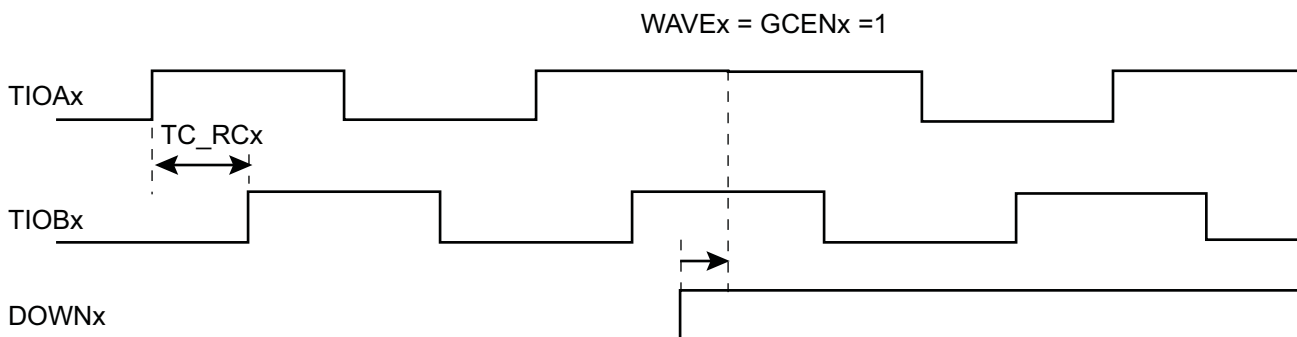 WAVEx = GCENx =1
TIOAx
TC_RCx
TIOBx
DOWNx